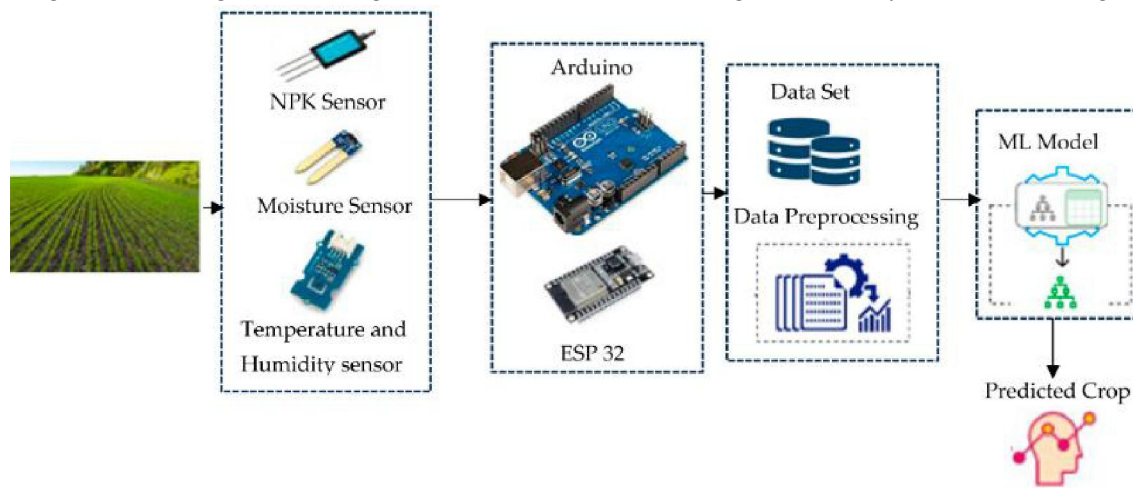 NPK Sensor
Moisture Sensor
Temperature and
Humidity sensor
Arduino
ESP 32
Data Set
Data Preprocessing
ML Model
Predicted Crop